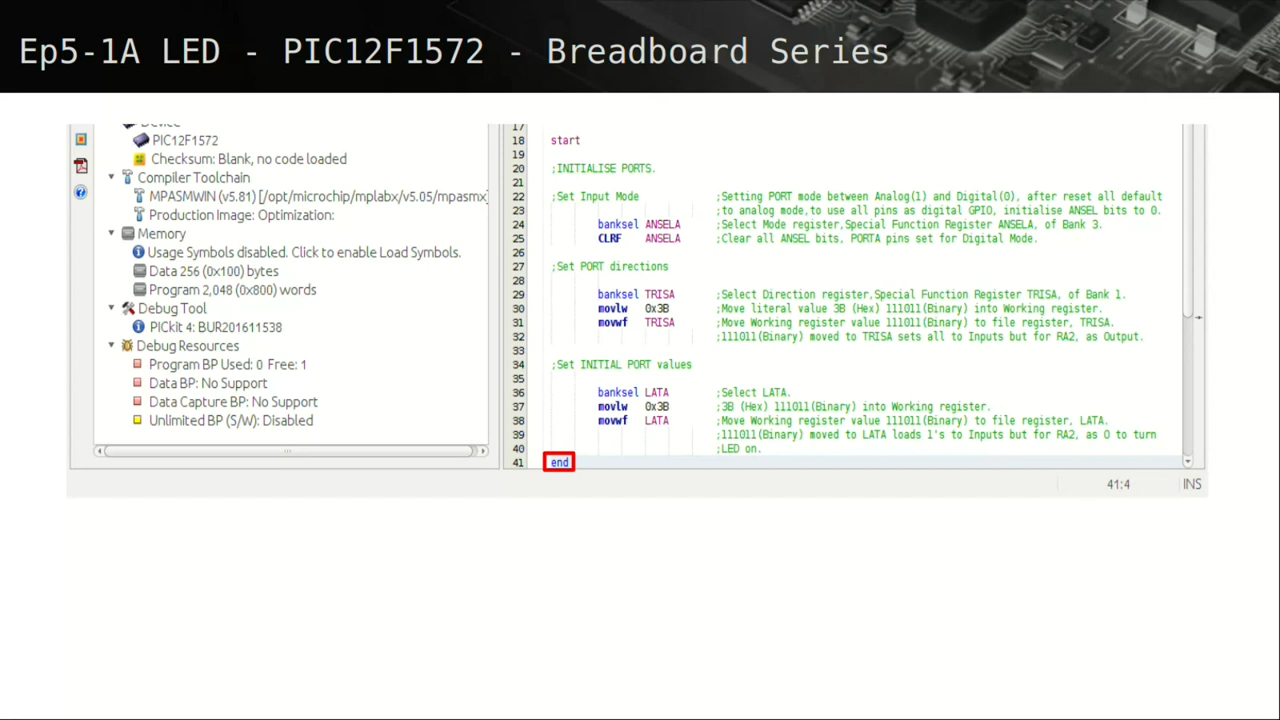 Ep5-1A LED - PIC12F1572 - Breadboard Series
Device
PIC12F1572
Checksum: Blank, no code loaded
Compiler Toolchain
MPASMWIN (v5.81) [/opt/microchip/mplabx/v5.05/mpasmx]
Production Image: Optimization:
Memory
Usage Symbols disabled. Click to enable Load Symbols.
Data 256 (0x100) bytes
Program 2,048 (0x800) words
Debug Tool
PICkit 4: BUR201611538
Debug Resources
Program BP Used: 0 Free: 1
Data BP: No Support
Data Capture BP: No Support
Unlimited BP (S/W): Disabled
17
18 start
19
20 ;INITIALISE PORTS.
21
22 ;Set Input Mode ;Setting PORT mode between Analog(1) and Digital(0), after reset all default
23 ;to analog mode,to use all pins as digital GPIO, initialise ANSEL bits to 0.
24 banksel ANSELA ;Select Mode register,Special Function Register ANSELA, of Bank 3.
25 CLRF ANSELA ;Clear all ANSEL bits, PORTA pins set for Digital Mode.
26
27 ;Set PORT directions
28
29 banksel TRISA ;Select Direction register,Special Function Register TRISA, of Bank 1.
30 movlw 0x3B ;Move literal value 3B (Hex) 111011(Binary) into Working register.
31 movwf TRISA ;Move Working register value 111011(Binary) to file register, TRISA.
32 ;111011(Binary) moved to TRISA sets all to Inputs but for RA2, as Output.
33
34 ;Set INITIAL PORT values
35
36 banksel LATA ;Select LATA.
37 movlw 0x3B ;3B (Hex) 111011(Binary) into Working register.
38 movwf LATA ;Move Working register value 111011(Binary) to file register, LATA.
39 ;111011(Binary) moved to LATA loads 1's to Inputs but for RA2, as 0 to turn
40 ;LED on.
41 end
41:4 INS